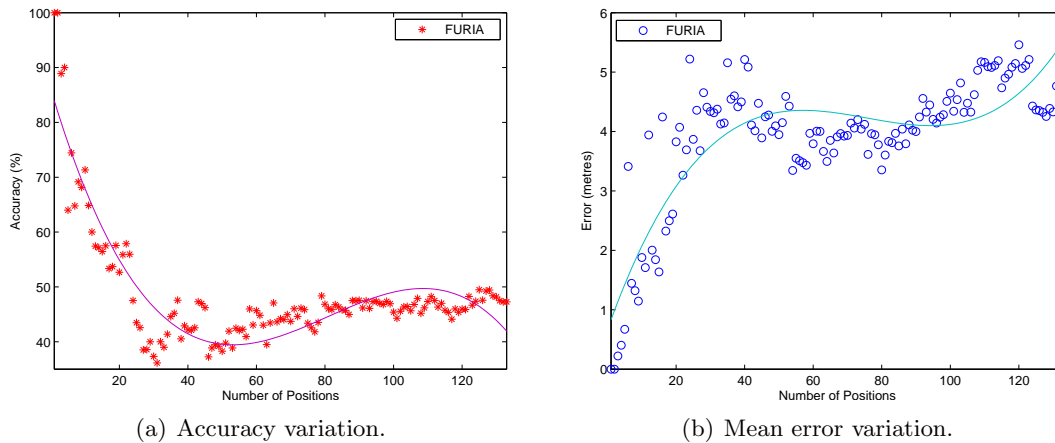 100
90
80
70
60
50
40
Accuracy (%)
FURIA
20 40 60 80 100 120
Number of Positions
(a) Accuracy variation.
6
5
4
3
2
1
0
Error (metres)
FURIA
20 40 60 80 100 120
Number of Positions
(b) Mean error variation.